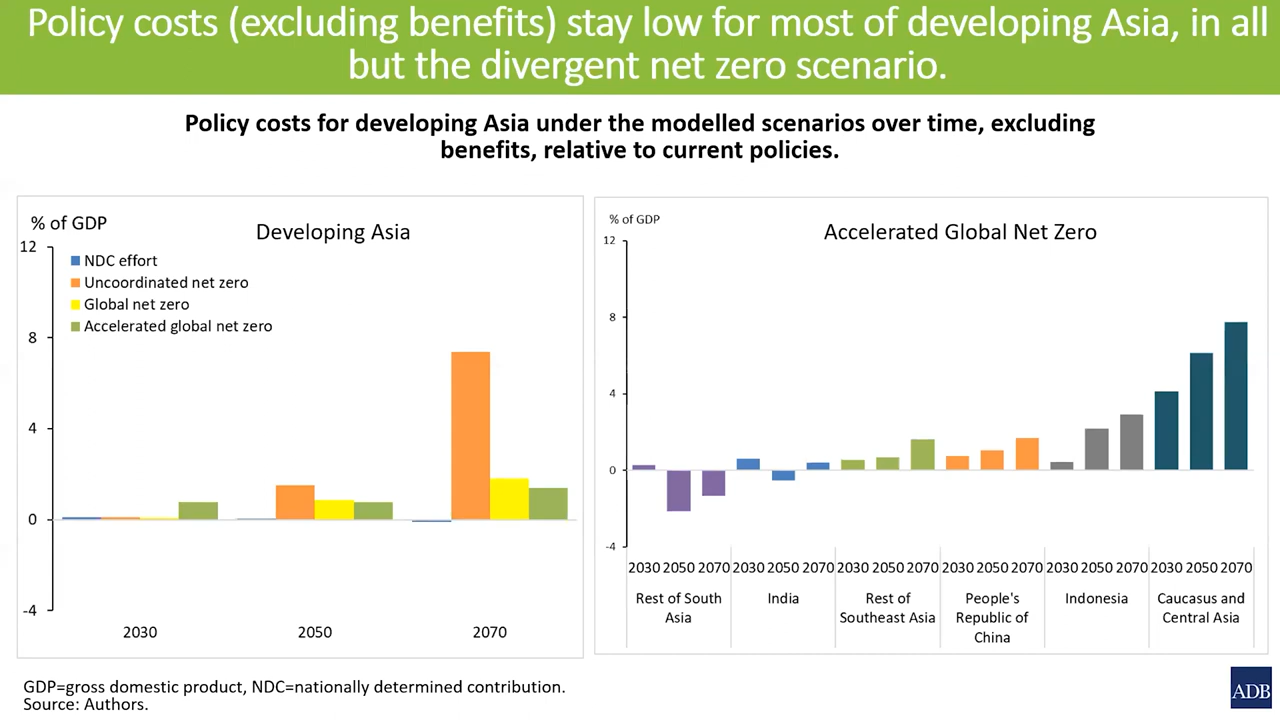 Policy costs (excluding benefits) stay low for most of developing Asia, in all
but the divergent net zero scenario.
Policy costs for developing Asia under the modelled scenarios over time, excluding
benefits, relative to current policies.
% of GDP
Developing Asia
12
8
4
0
-4
NDC effort
Uncoordinated net zero
Global net zero
Accelerated global net zero
2030 2050 2070
% of GDP
Accelerated Global Net Zero
12
8
4
0
-4
2030 2050 2070 2030 2050 2070 2030 2050 2070 2030 2050 2070 2030 2050 2070 2030 2050 2070
Rest of South
Asia
India
Rest of
Southeast Asia
People's
Republic of
China
Indonesia
Caucasus and
Central Asia
GDP=gross domestic product, NDC=nationally determined contribution.
Source: Authors.
ADB